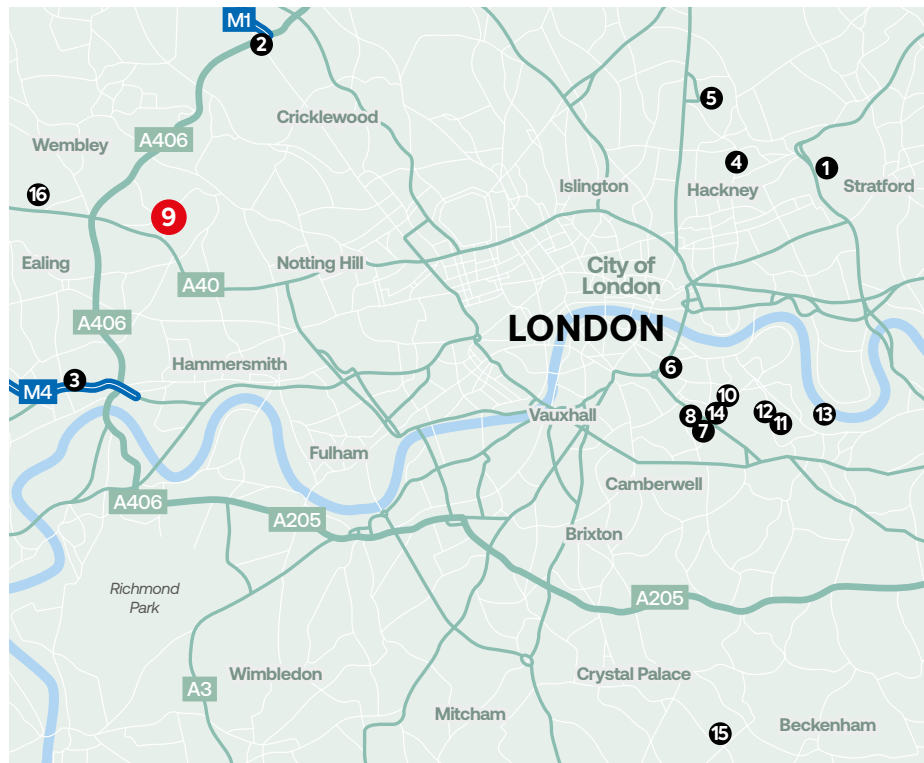 M1
2
5
Cricklewood
A406
Wembley
4
1
16
Islington
Hackney
Stratford
9
Ealing
Notting Hill
City of
London
A40
A406
LONDON
Hammersmith
6
3
M4
10
8
14
12
13
Vauxhall
11
7
Fulham
Camberwell
A406
A205
Brixton
Richmond
Park
A205
Wimbledon
Crystal Palace
A3
Mitcham
15
Beckenham